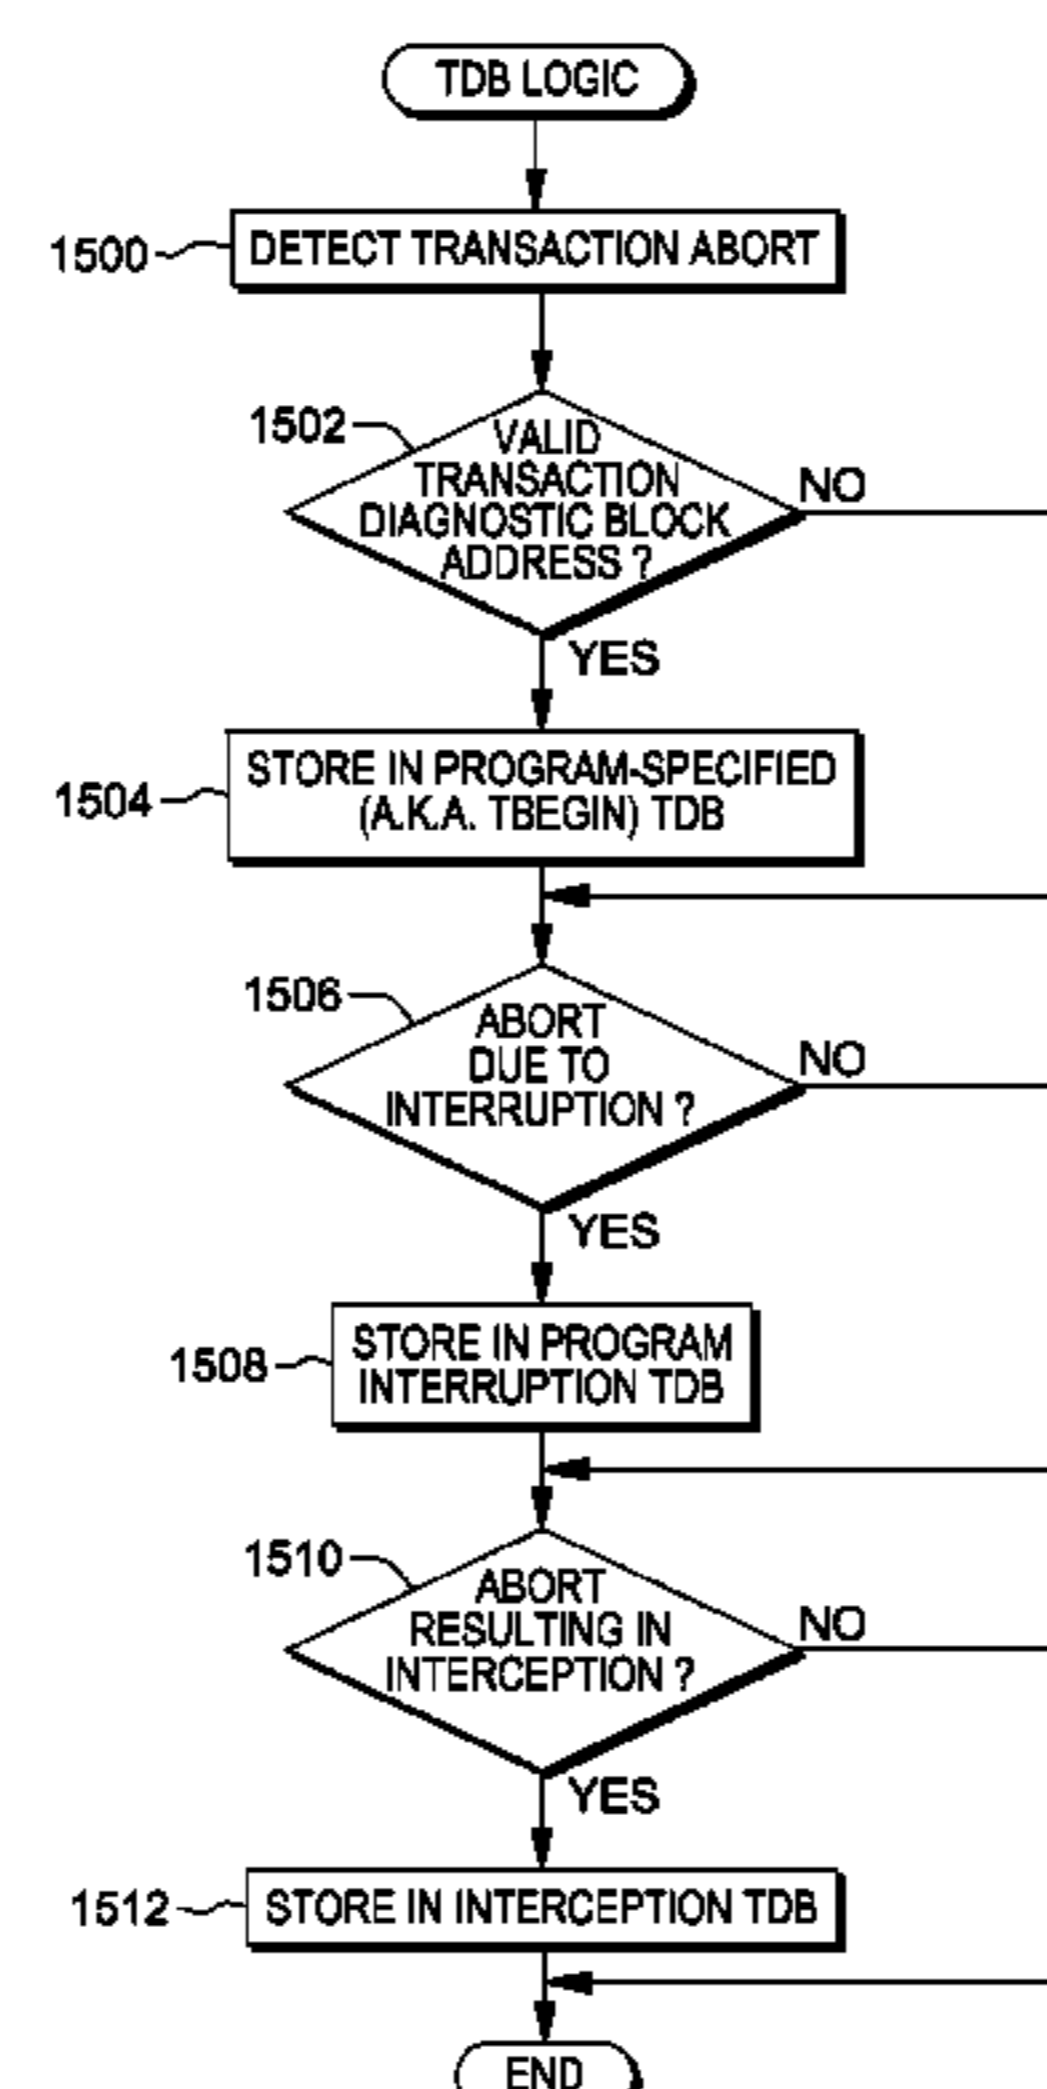 TDB LOGIC
1500
DETECT TRANSACTION ABORT
1502
VALID
TRANSACTION
DIAGNOSTIC BLOCK
ADDRESS ?
NO
YES
1504
STORE IN PROGRAM-SPECIFIED
(A.K.A. TBEGIN) TDB
1506
ABORT
DUE TO
INTERRUPTION ?
NO
YES
1508
STORE IN PROGRAM
INTERRUPTION TDB
1510
ABORT
RESULTING IN
INTERCEPTION ?
NO
YES
1512
STORE IN INTERCEPTION TDB
END